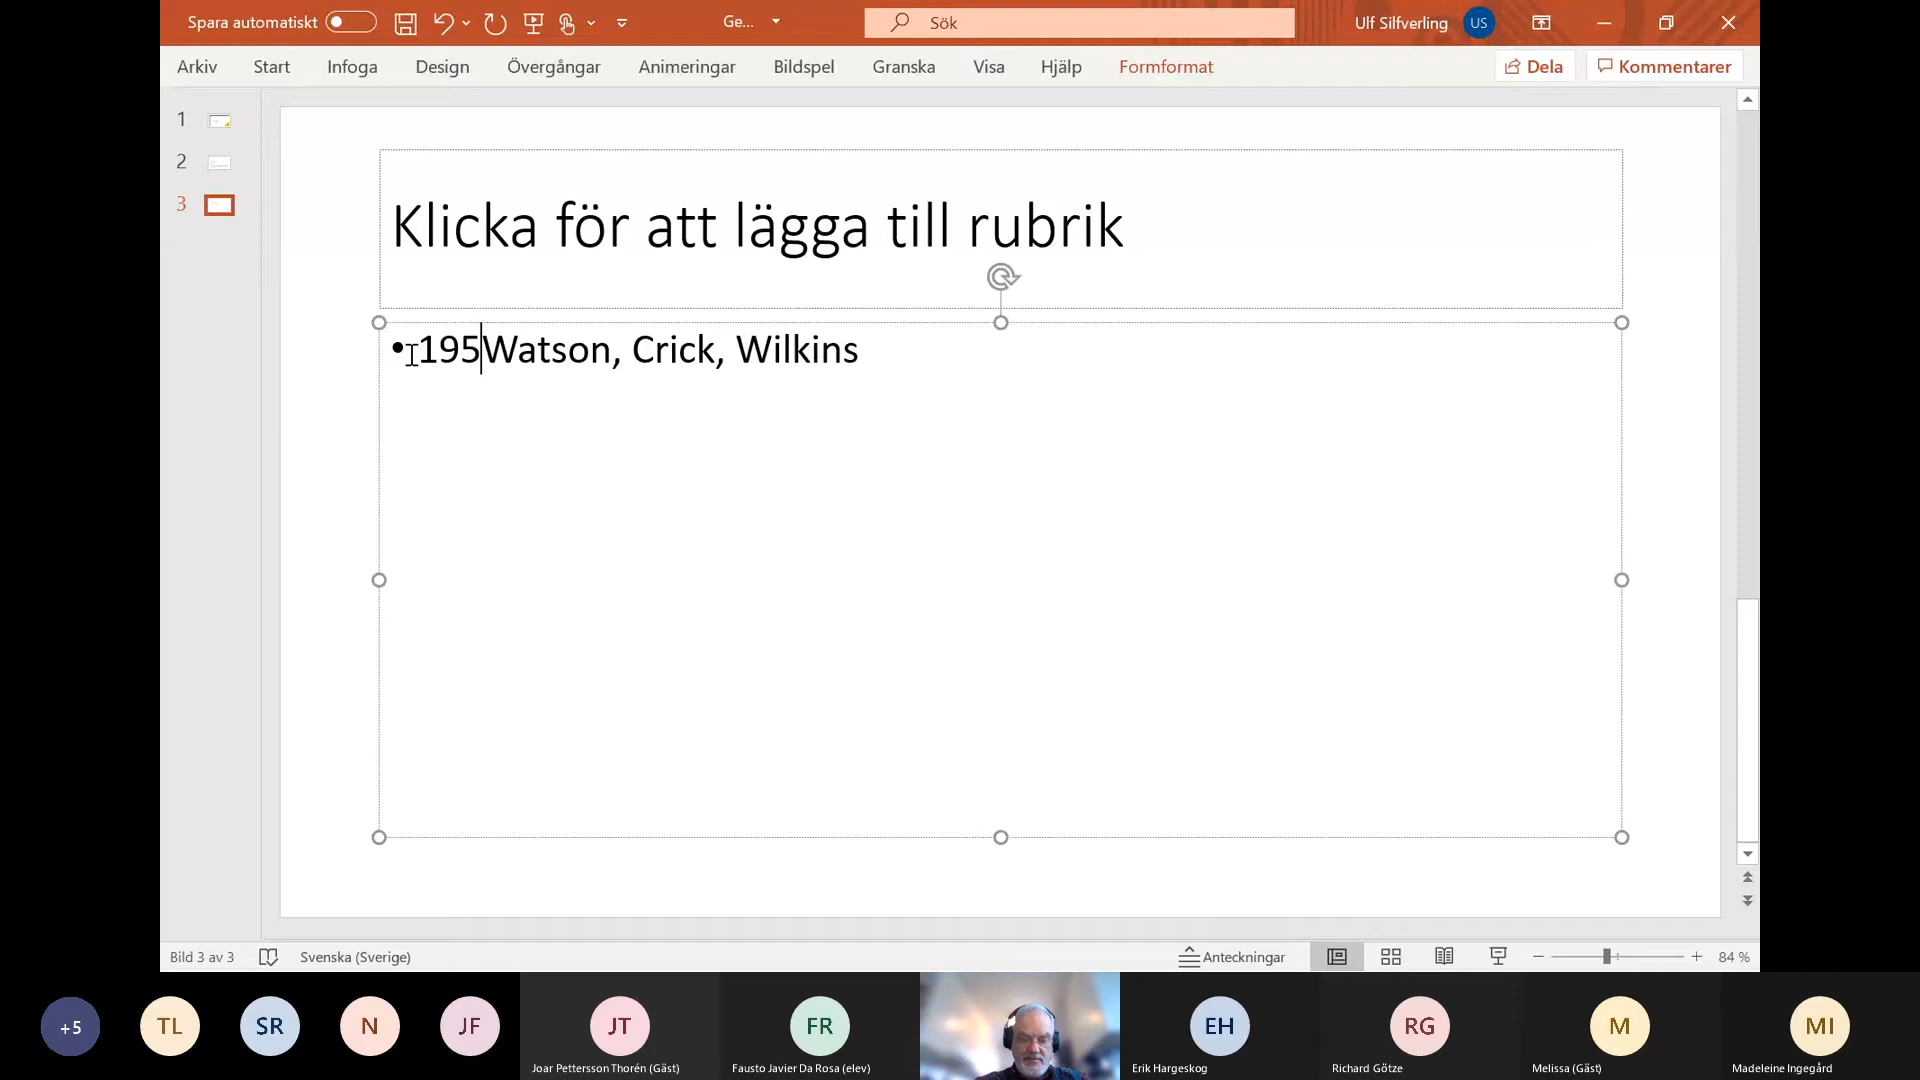 Spara automatiskt
Ge...
Sök
Ulf Silfverling
US
Arkiv
Start
Infoga
Design
Övergångar
Animeringar
Bildspel
Granska
Visa
Hjälp
Formformat
Dela
Kommentarer
1
2
3
Klicka för att lägga till rubrik
• 195Watson, Crick, Wilkins
Bild 3 av 3
Svenska (Sverige)
Anteckningar
84 %
+5
TL
SR
N
JF
JT
FR
EH
RG
M
MI
Joar Pettersson Thorén (Gäst)
Fausto Javier Da Rosa (elev)
Erik Hargeskog
Richard Götze
Melissa (Gäst)
Madeleine Ingegård